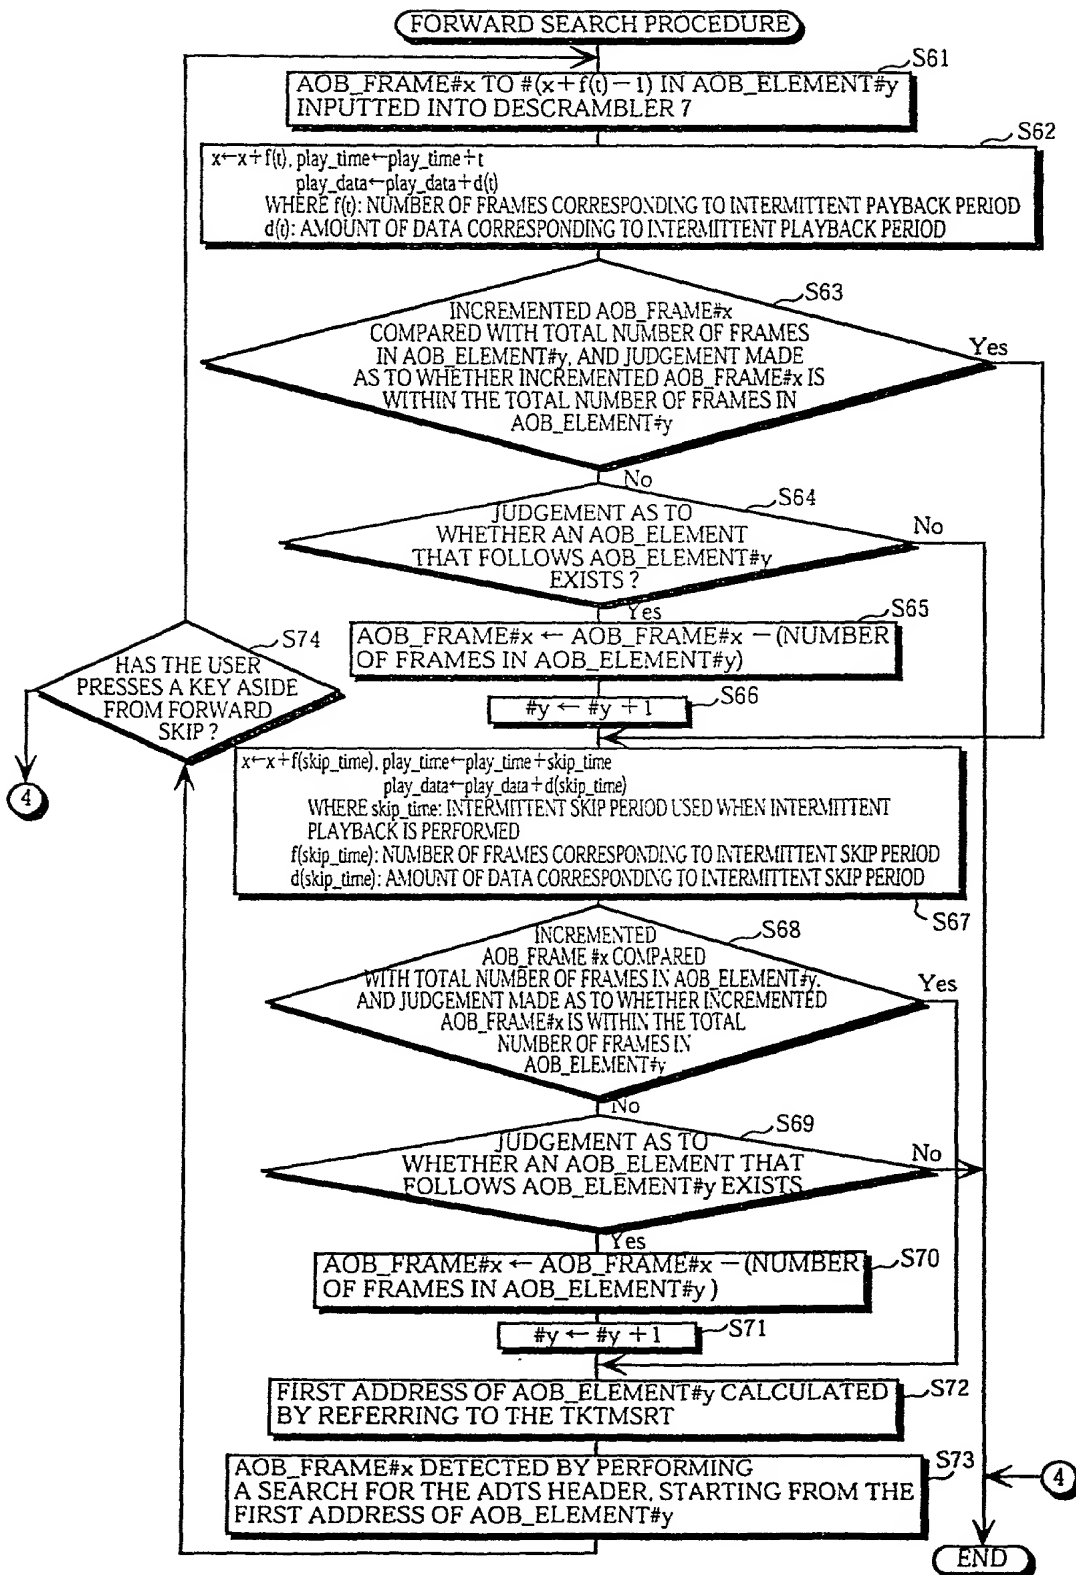 FORWARD SEARCH PROCEDURE
S61
AOB_FRAME#x TO #(x+f(t)−1) IN AOB_ELEMENT#y
INPUTTED INTO DESCRAMBLER 7
S62
x←x+f(t), play_time←play_time+t
play_data←play_data+d(t)
WHERE f(t): NUMBER OF FRAMES CORRESPONDING TO INTERMITTENT PAYBACK PERIOD
d(t): AMOUNT OF DATA CORRESPONDING TO INTERMITTENT PLAYBACK PERIOD
S63
INCREMENTED AOB_FRAME#x
COMPARED WITH TOTAL NUMBER OF FRAMES
IN AOB_ELEMENT#y, AND JUDGEMENT MADE
AS TO WHETHER INCREMENTED AOB_FRAME#x IS
WITHIN THE TOTAL NUMBER OF FRAMES IN
AOB_ELEMENT#y
Yes
No
S64
JUDGEMENT AS TO
WHETHER AN AOB_ELEMENT
THAT FOLLOWS AOB_ELEMENT#y
EXISTS ?
No
Yes
S65
AOB_FRAME#x ← AOB_FRAME#x − (NUMBER
OF FRAMES IN AOB_ELEMENT#y)
S66
#y ← #y + 1
S74
HAS THE USER
PRESSES A KEY ASIDE
FROM FORWARD
SKIP ?
4
x←x+f(skip_time), play_time←play_time+skip_time
play_data←play_data+d(skip_time)
WHERE skip_time: INTERMITTENT SKIP PERIOD USED WHEN INTERMITTENT
PLAYBACK IS PERFORMED
f(skip_time): NUMBER OF FRAMES CORRESPONDING TO INTERMITTENT SKIP PERIOD
d(skip_time): AMOUNT OF DATA CORRESPONDING TO INTERMITTENT SKIP PERIOD
S67
S68
INCREMENTED
AOB_FRAME #x COMPARED
WITH TOTAL NUMBER OF FRAMES IN AOB_ELEMENT#y,
AND JUDGEMENT MADE AS TO WHETHER INCREMENTED
AOB_FRAME#x IS WITHIN THE TOTAL
NUMBER OF FRAMES IN
AOB_ELEMENT#y
Yes
No
S69
JUDGEMENT AS TO
WHETHER AN AOB_ELEMENT THAT
FOLLOWS AOB_ELEMENT#y EXISTS
No
Yes
S70
AOB_FRAME#x ← AOB_FRAME#x − (NUMBER
OF FRAMES IN AOB_ELEMENT#y )
S71
#y ← #y + 1
S72
FIRST ADDRESS OF AOB_ELEMENT#y CALCULATED
BY REFERRING TO THE TKTMSRT
S73
AOB_FRAME#x DETECTED BY PERFORMING
A SEARCH FOR THE ADTS HEADER, STARTING FROM THE
FIRST ADDRESS OF AOB_ELEMENT#y
4
END